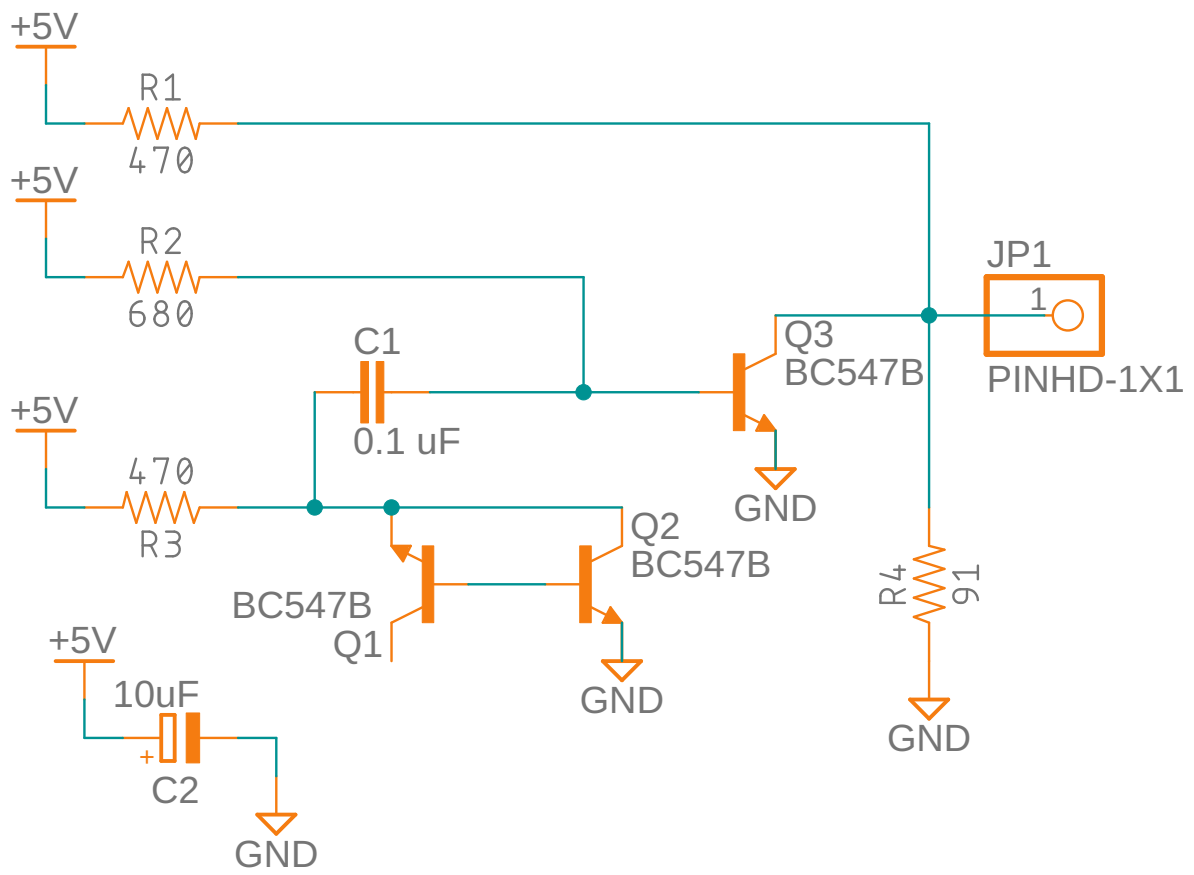 +5V
R1
470
+5V
R2
680
JP1
1
PINHD-1X1
Q3
BC547B
C1
0.1 uF
GND
+5V
470
R3
Q2
BC547B
BC547B
Q1
GND
R4
91
GND
+5V
10uF
+
C2
GND